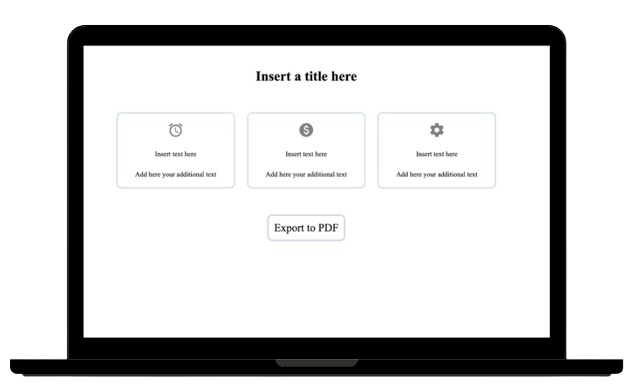 Insert a title here
Insert text here
Add here your additional text
Insert text here
Add here your additional text
Insert text here
Add here your additional text
Export to PDF